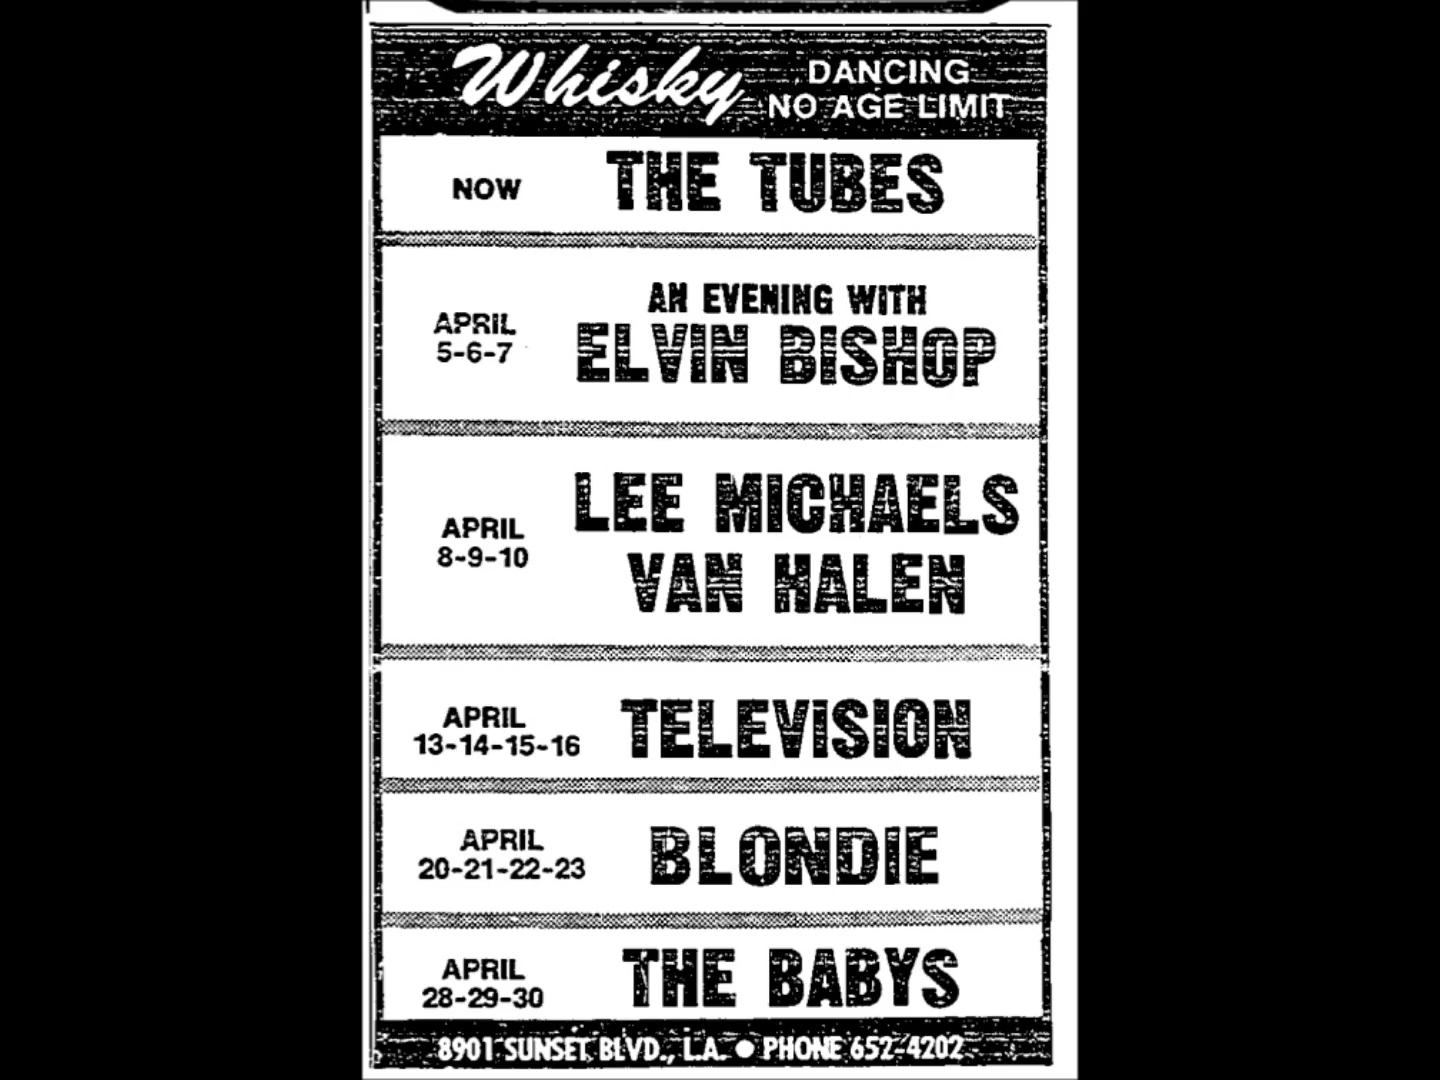 Whisky
DANCING
NO AGE LIMIT
NOW
THE TUBES
APRIL
5-6-7
AN EVENING WITH
ELVIN BISHOP
APRIL
8-9-10
LEE MICHAELS
VAN HALEN
APRIL
13-14-15-16
TELEVISION
APRIL
20-21-22-23
BLONDIE
APRIL
28-29-30
THE BABYS
8901 SUNSET BLVD., L.A. ● PHONE 652-4202